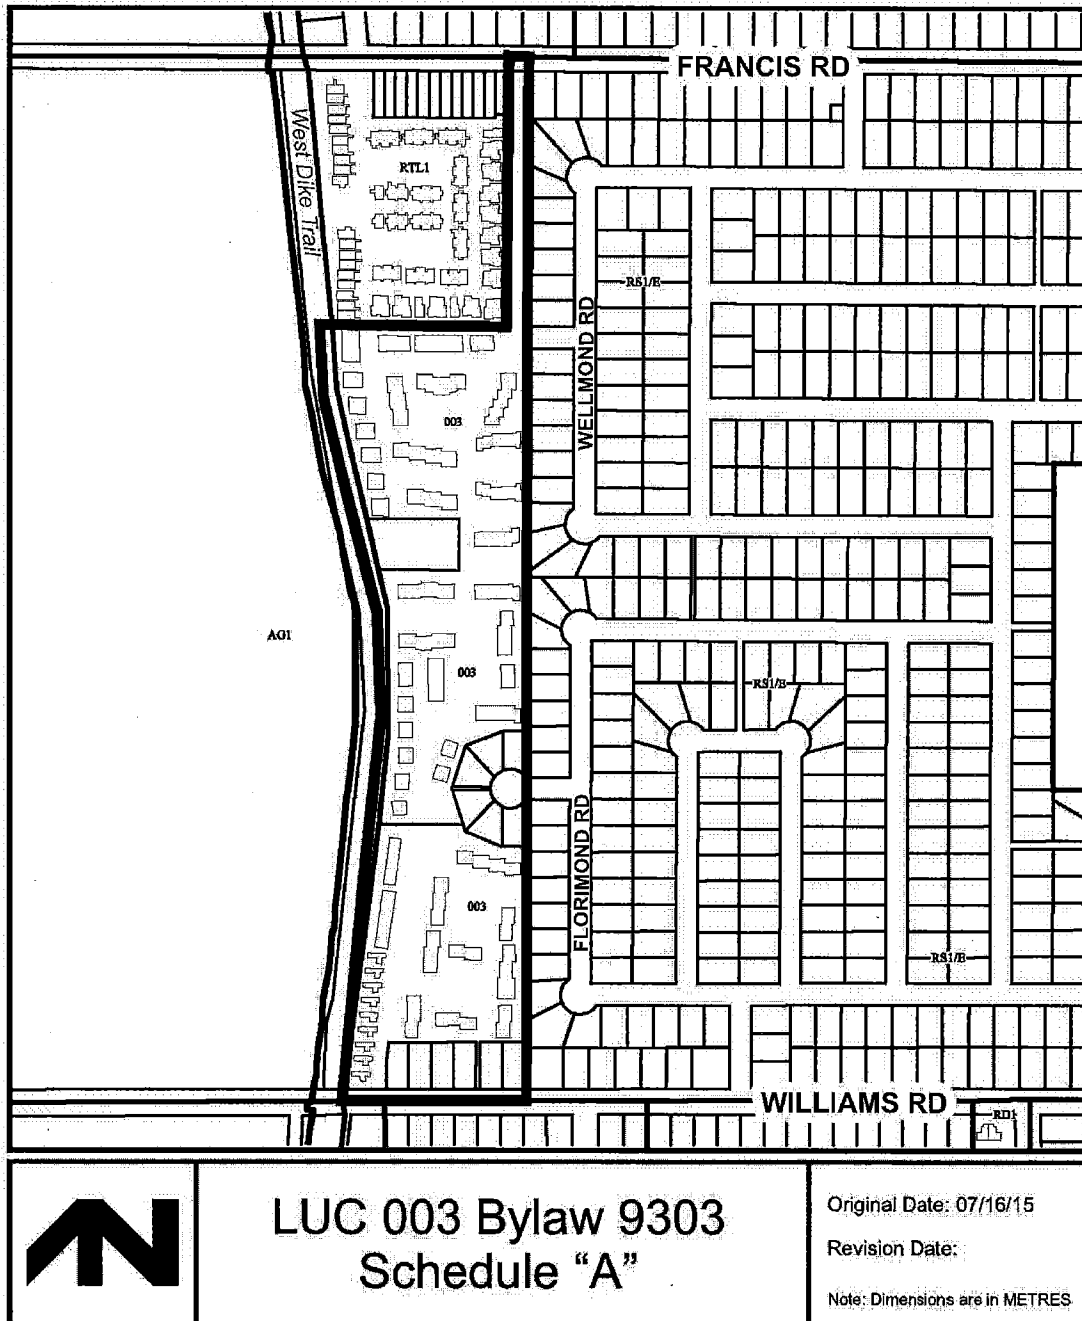 FRANCIS RD
West Dike Trail
RTL1
RS1/E
WELLMOND RD
003
AG1
003
RS1/E
FLORIMOND RD
003
RS1/E
WILLIAMS RD
RD1
LUC 003 Bylaw 9303
Schedule “A”
Original Date: 07/16/15
Revision Date:
Note: Dimensions are in METRES